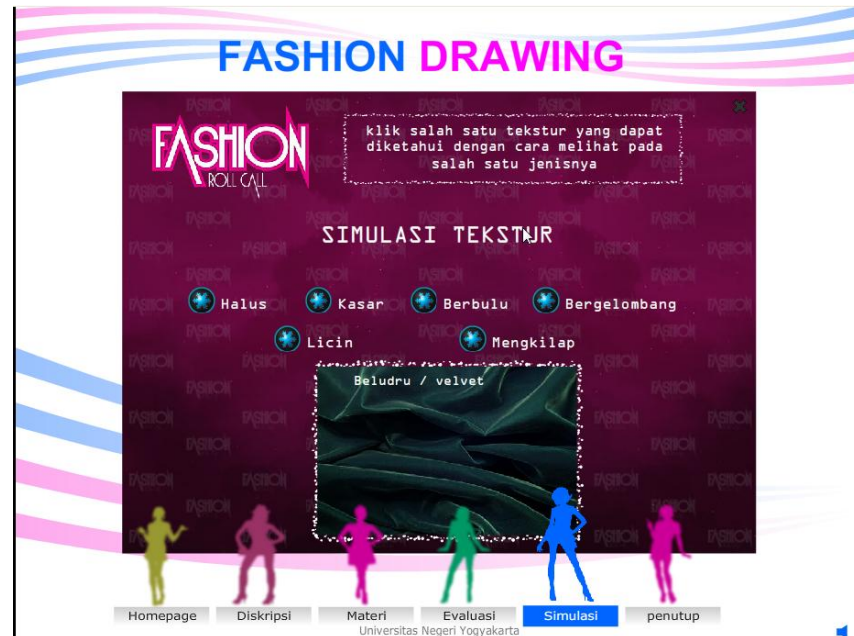 FASHION DRAWING
FASHION
ROLL CALL
klik salah satu tekstur yang dapat
diketahui dengan cara melihat pada
salah satu jenisnya
SIMULASI TEKSTUR
Halus Kasar Berbulu Bergelombang
Licin Mengkilap
Beludru / velvet
Homepage Diskripsi Materi Evaluasi Simulasi penutup
Universitas Negeri Yogyakarta